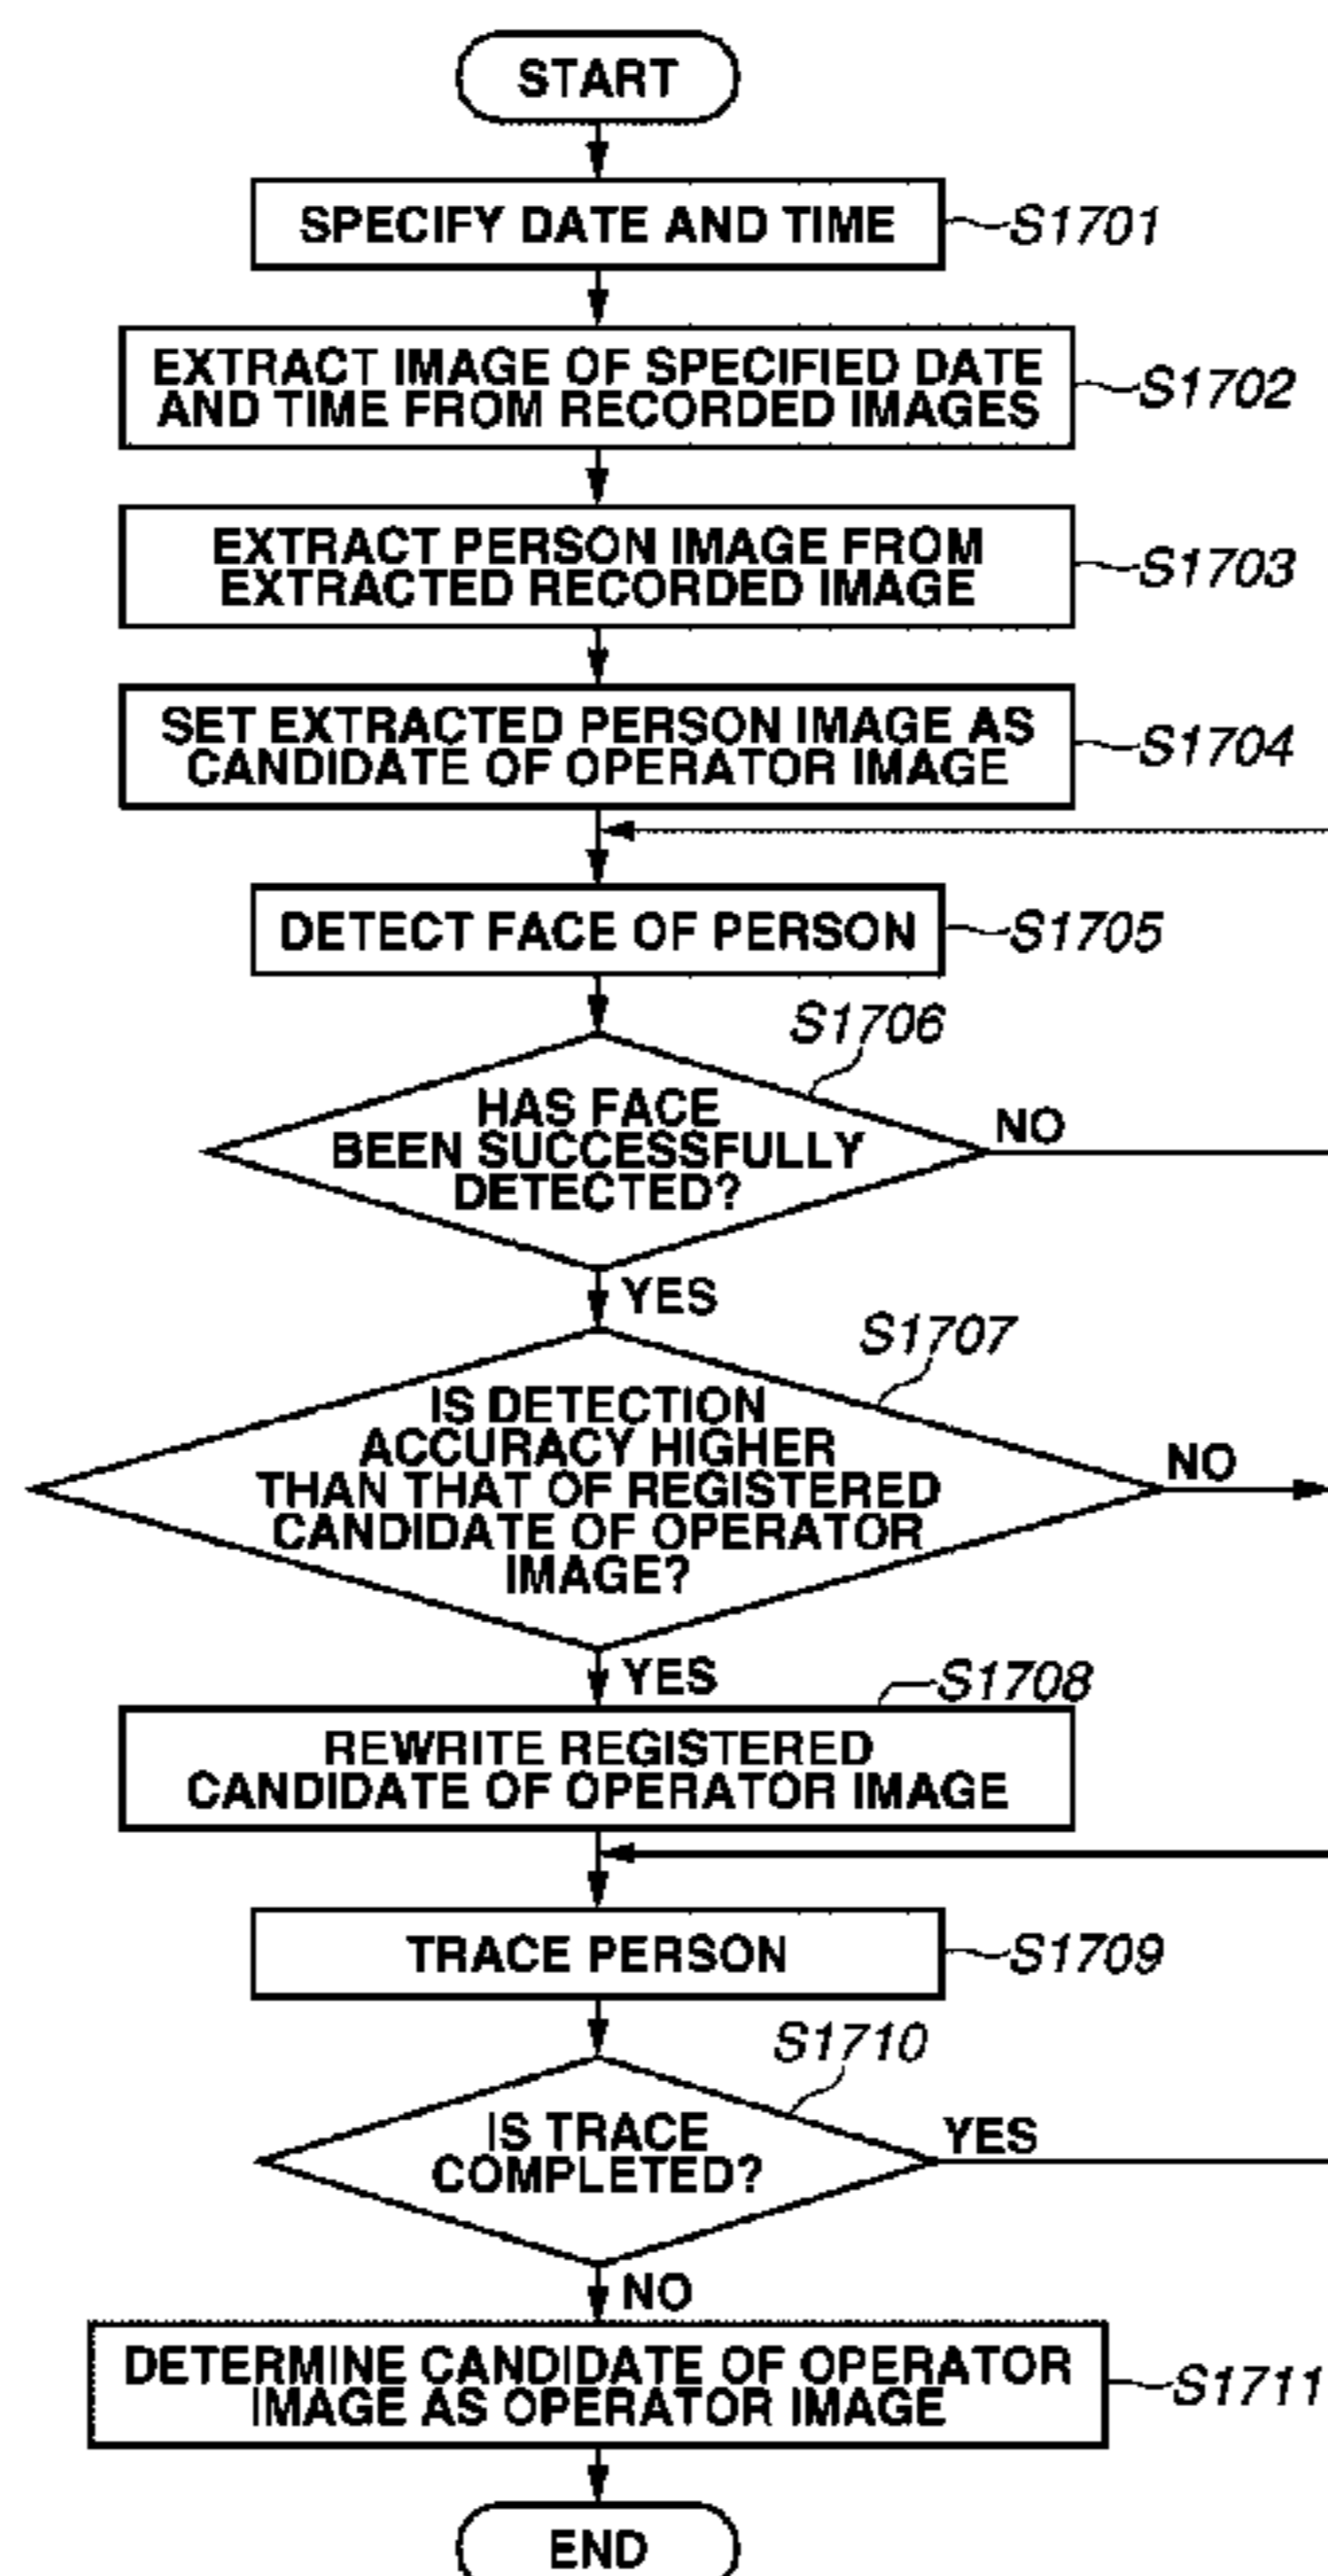 START
SPECIFY DATE AND TIME
S1701
EXTRACT IMAGE OF SPECIFIED DATE
AND TIME FROM RECORDED IMAGES
S1702
EXTRACT PERSON IMAGE FROM
EXTRACTED RECORDED IMAGE
S1703
SET EXTRACTED PERSON IMAGE AS
CANDIDATE OF OPERATOR IMAGE
S1704
DETECT FACE OF PERSON
S1705
S1706
HAS FACE
BEEN SUCCESSFULLY
DETECTED?
NO
YES
S1707
IS DETECTION
ACCURACY HIGHER
THAN THAT OF REGISTERED
CANDIDATE OF OPERATOR
IMAGE?
NO
YES
S1708
REWRITE REGISTERED
CANDIDATE OF OPERATOR IMAGE
TRACE PERSON
S1709
S1710
IS TRACE
COMPLETED?
YES
NO
DETERMINE CANDIDATE OF OPERATOR
IMAGE AS OPERATOR IMAGE
S1711
END